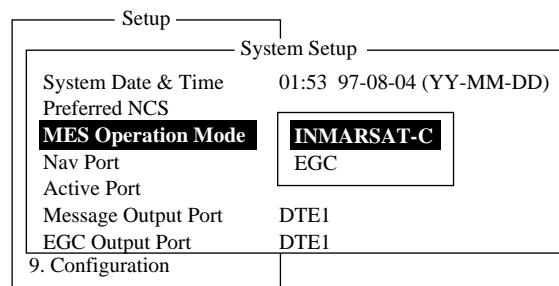 Setup
System Setup
System Date & Time 01:53 97-08-04 (YY-MM-DD)
Preferred NCS
MES Operation Mode INMARSAT-C
Nav Port EGC
Active Port
Message Output Port DTE1
EGC Output Port DTE1
9. Configuration